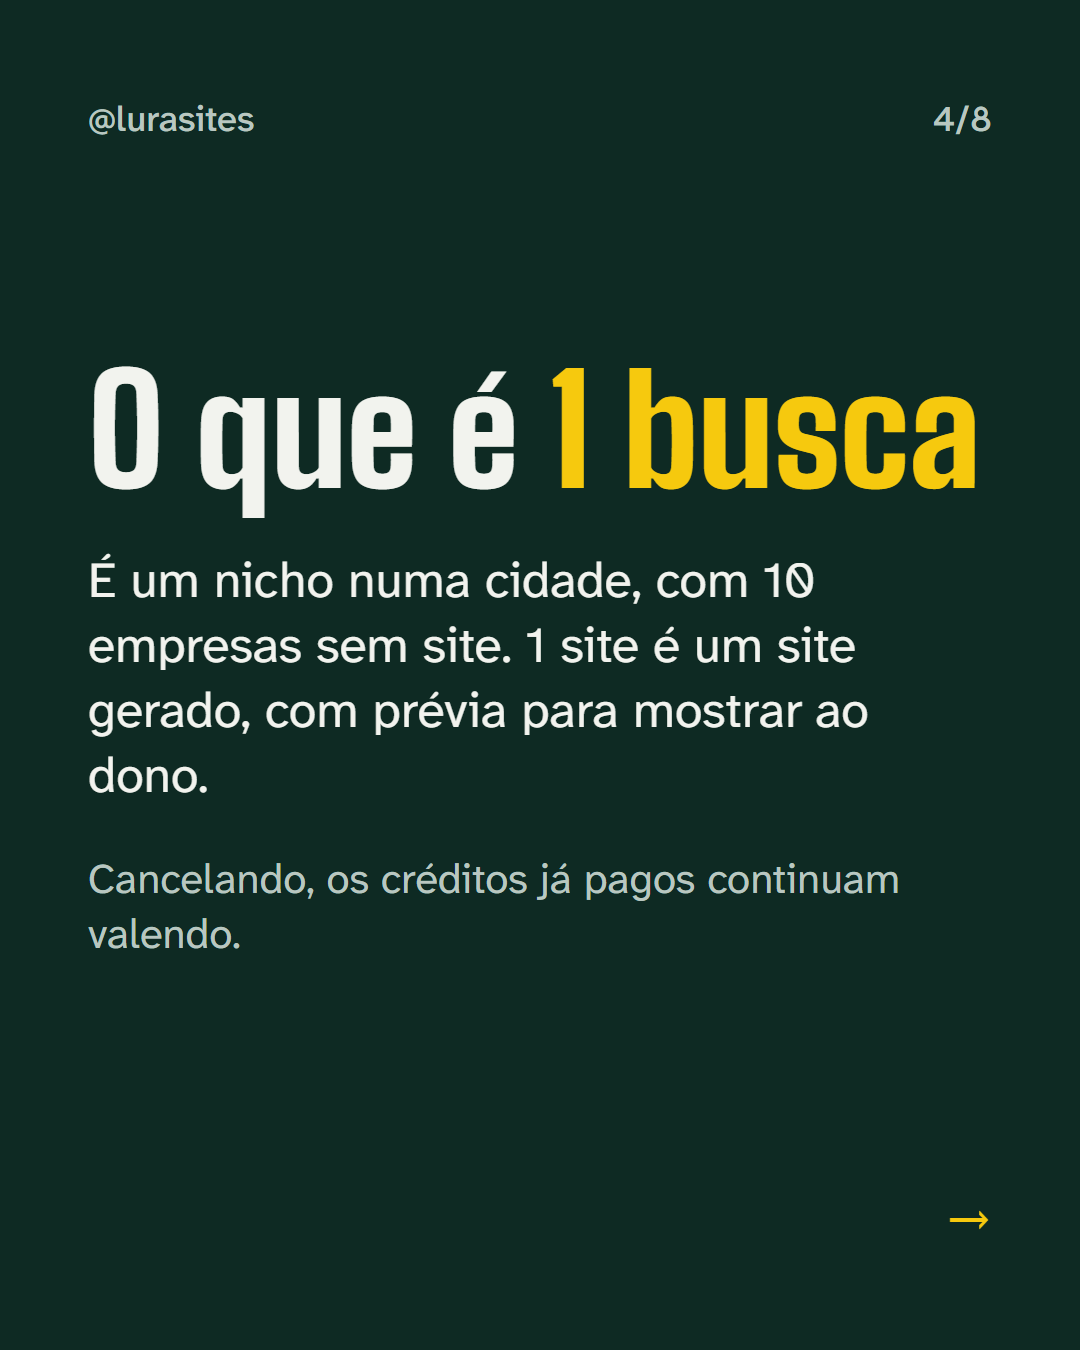 @lurasites
4/8
O que é 1 busca
É um nicho numa cidade, com 10
empresas sem site. 1 site é um site
gerado, com prévia para mostrar ao
dono.
Cancelando, os créditos já pagos continuam
valendo.
→